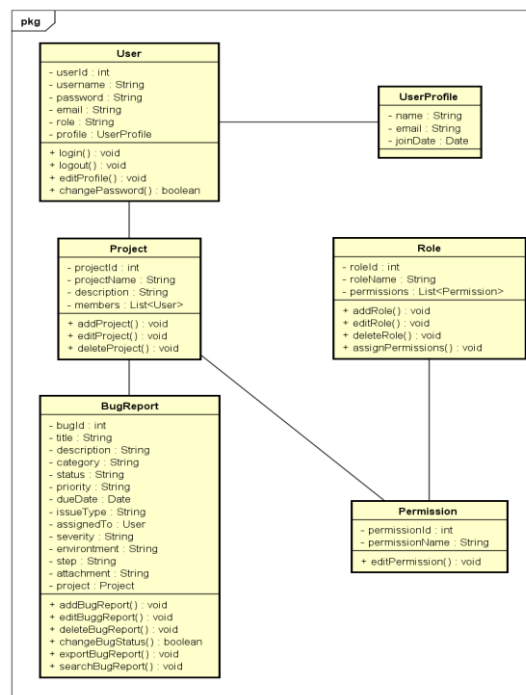 pkg
User
- userId : int
- username : String
- password : String
- email : String
- role : String
- profile : UserProfile
+ login() : void
+ logout() : void
+ editProfile() : void
+ changePassword() : boolean
UserProfile
- name : String
- email : String
- joinDate : Date
Project
- projectId : int
- projectName : String
- description : String
- members : List<User>
+ addProject() : void
+ editProject() : void
+ deleteProject() : void
Role
- roleId : int
- roleName : String
- permissions : List<Permission>
+ addRole() : void
+ editRole() : void
+ deleteRole() : void
+ assignPermissions() : void
BugReport
- bugId : int
- title : String
- description : String
- category : String
- status : String
- priority : String
- dueDate : Date
- issueType : String
- assignedTo : User
- severity : String
- environtment : String
- step : String
- attachment : String
- project : Project
+ addBugReport() : void
+ editBuggReport() : void
+ deleteBugReport() : void
+ changeBugStatus() : boolean
+ exportBugReport() : void
+ searchBugReport() : void
Permission
- permissionId : int
- permissionName : String
+ editPermission() : void